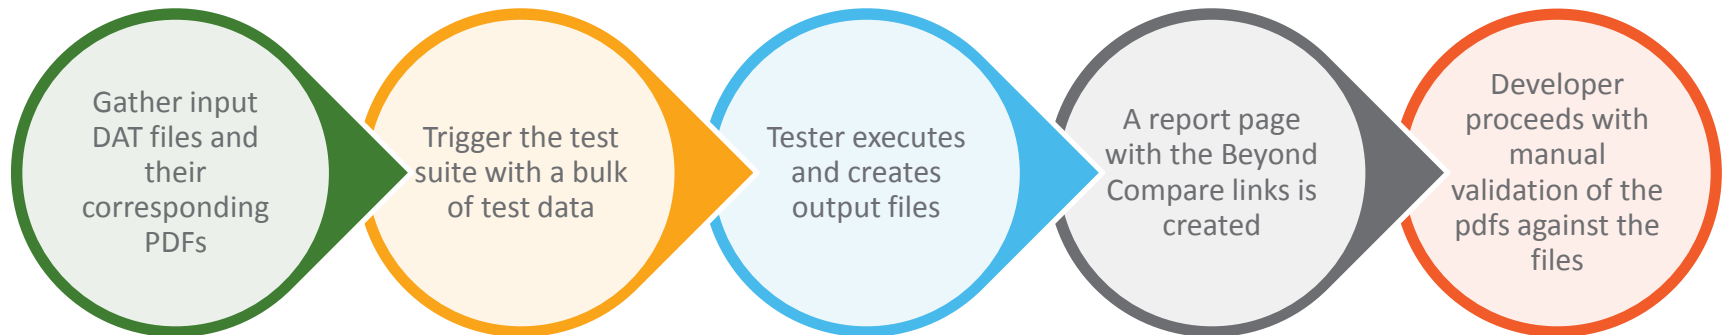 Gather input
DAT files and
their
corresponding
PDFs
Trigger the test
suite with a bulk
of test data
Tester executes
and creates
output files
A report page
with the Beyond
Compare links is
created
Developer
proceeds with
manual
validation of the
pdfs against the
files